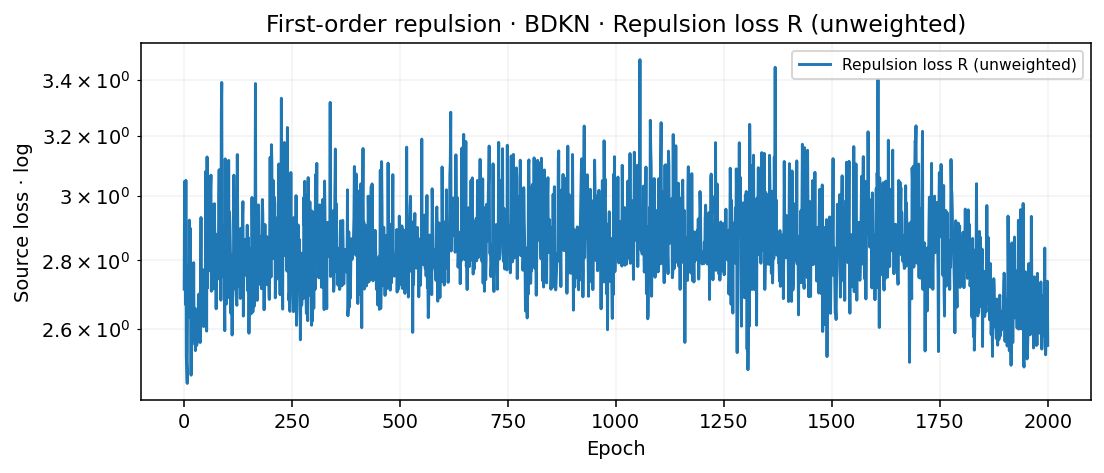 First-order repulsion · BDKN · Repulsion loss R (unweighted)
Repulsion loss R (unweighted)
Source loss · log
3.4 × 10⁰
3.2 × 10⁰
3 × 10⁰
2.8 × 10⁰
2.6 × 10⁰
0 250 500 750 1000 1250 1500 1750 2000
Epoch